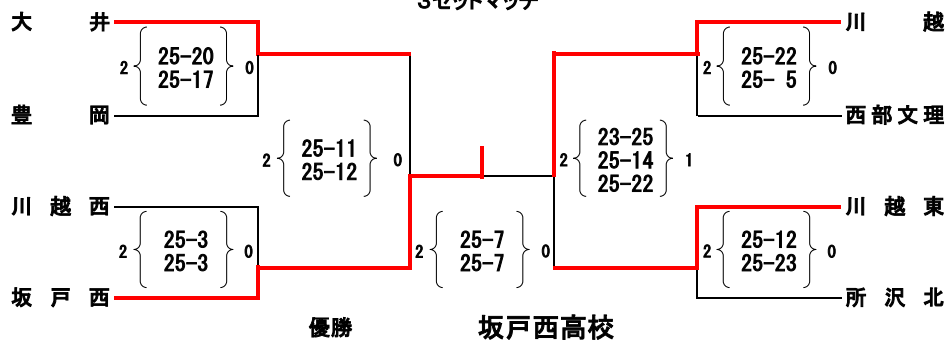 3セットマッチ
大井
2 25-20 0
25-17
豊岡
2 25-11 0
25-12
川越西
2 25-3 0
25-3
坂戸西
川越
2 25-22 0
25- 5
西部文理
2 23-25 1
25-14
25-22
川越東
2 25-12 0
25-23
所沢北
2 25-7 0
25-7
優勝 坂戸西高校